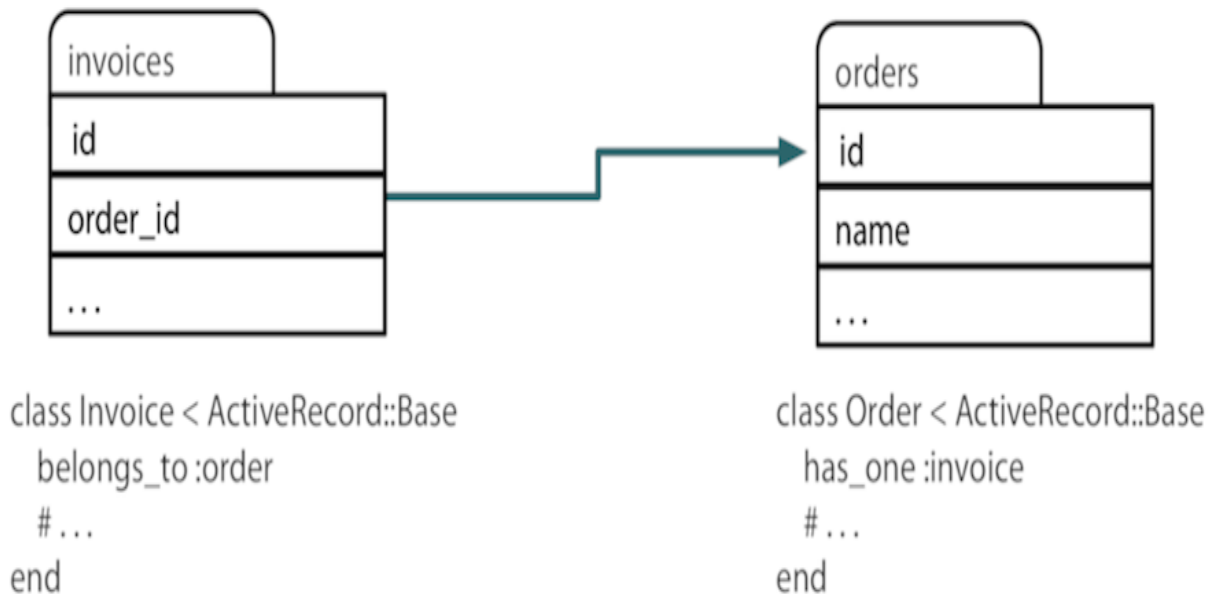 invoices
id
order_id
...
orders
id
name
...
class Invoice < ActiveRecord::Base
belongs_to :order
# ...
end
class Order < ActiveRecord::Base
has_one :invoice
# ...
end